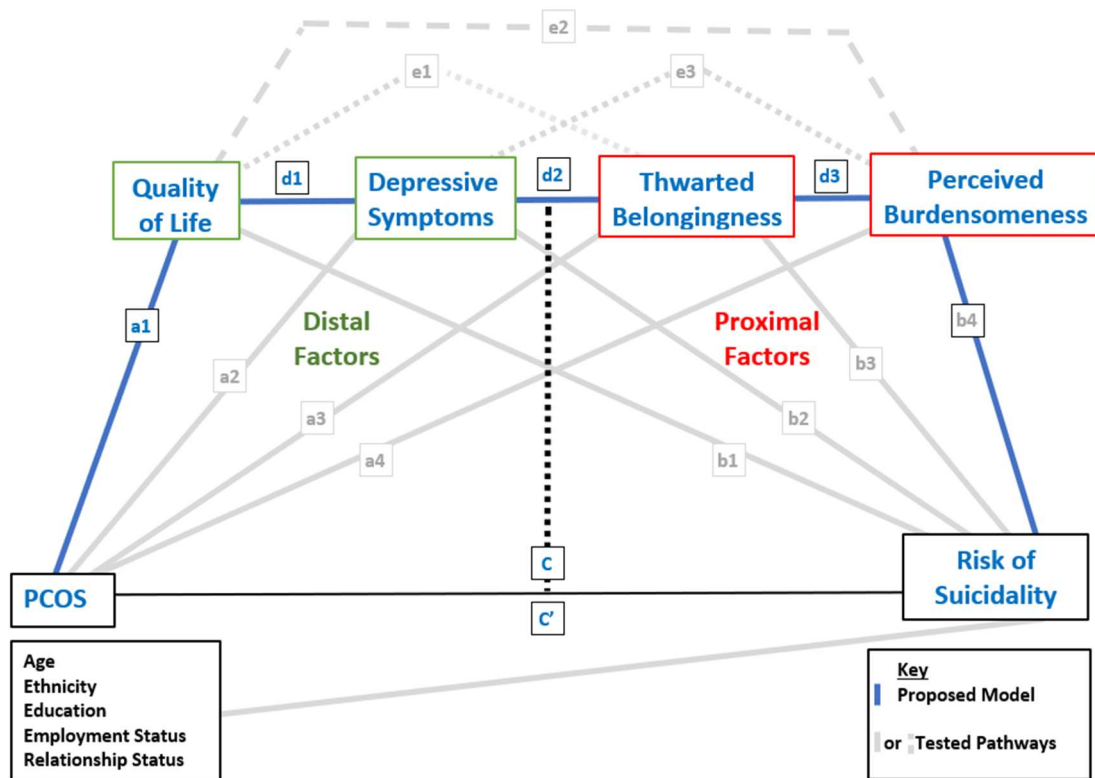 e2
e1
e3
d1
d2
d3
Quality
of Life
Depressive
Symptoms
Thwarted
Belongingness
Perceived
Burdensomeness
a1
a2
a3
a4
Distal
Factors
Proximal
Factors
b1
b2
b3
b4
PCOS
C
C'
Risk of
Suicidality
Age
Ethnicity
Education
Employment Status
Relationship Status
Key
Proposed Model
or Tested Pathways